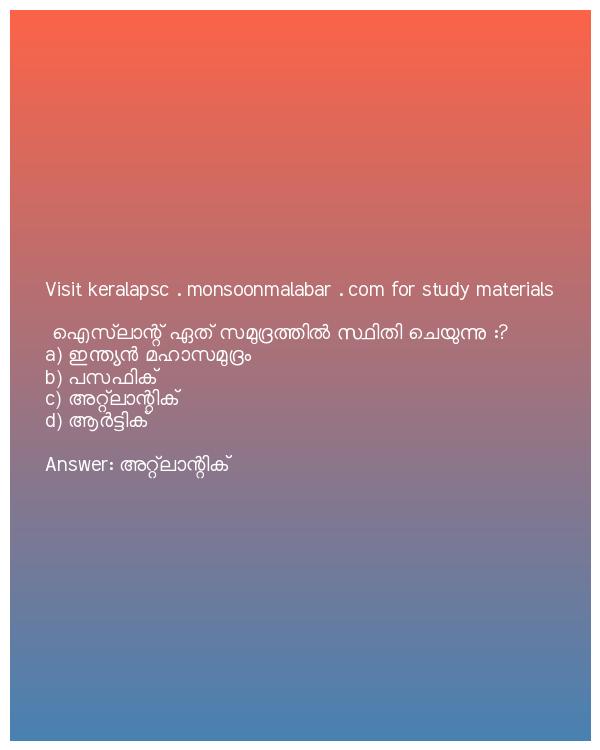 Visit keralapsc . monsoonmalabar . com for study materials
ഐസ്‌ലാന്റ് ഏത് സമുദ്രത്തിൽ സ്ഥിതി ചെയുന്നു :?
a) ഇന്ത്യൻ മഹാസമുദ്രം
b) പസഫിക്
c) അറ്റ്ലാന്റിക്
d) ആർട്ടിക്
Answer: അറ്റ്ലാന്റിക്